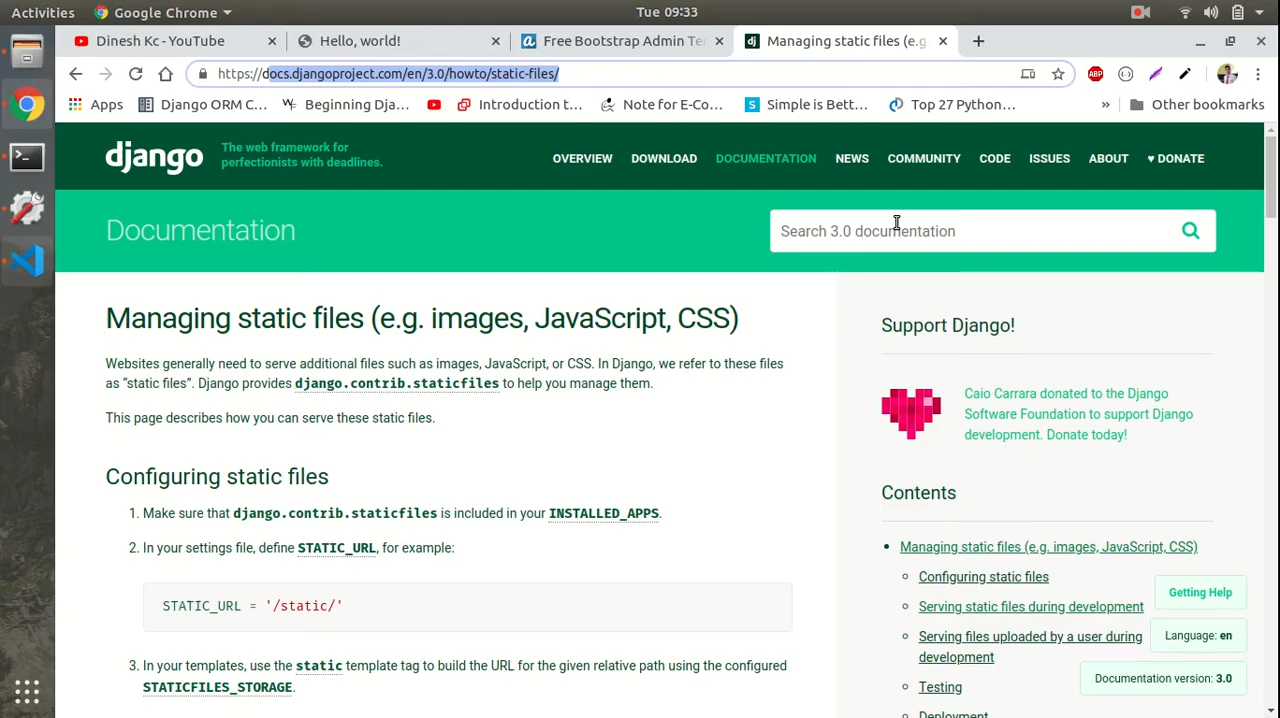 Activities Google Chrome Tue 09:33
Dinesh Kc - YouTube Hello, world! Free Bootstrap Admin Te Managing static files (e.g.
https://docs.djangoproject.com/en/3.0/howto/static-files/ ABP
Apps Django ORM C... Beginning Dja... Introduction t... Note for E-Co... Simple is Bett... Top 27 Python... » Other bookmarks
django The web framework for
perfectionists with deadlines.
OVERVIEW DOWNLOAD DOCUMENTATION NEWS COMMUNITY CODE ISSUES ABOUT ♥ DONATE
Documentation Search 3.0 documentation
Managing static files (e.g. images, JavaScript, CSS)
Websites generally need to serve additional files such as images, JavaScript, or CSS. In Django, we refer to these files
as “static files”. Django provides django.contrib.staticfiles to help you manage them.
This page describes how you can serve these static files.
Configuring static files
1. Make sure that django.contrib.staticfiles is included in your INSTALLED_APPS.
2. In your settings file, define STATIC_URL, for example:
STATIC_URL = '/static/'
3. In your templates, use the static template tag to build the URL for the given relative path using the configured
STATICFILES_STORAGE.
Support Django!
Caio Carrara donated to the Django
Software Foundation to support Django
development. Donate today!
Contents
Managing static files (e.g. images, JavaScript, CSS)
Configuring static files
Serving static files during development
Serving files uploaded by a user during
development
Testing
Deployment
Getting Help
Language: en
Documentation version: 3.0